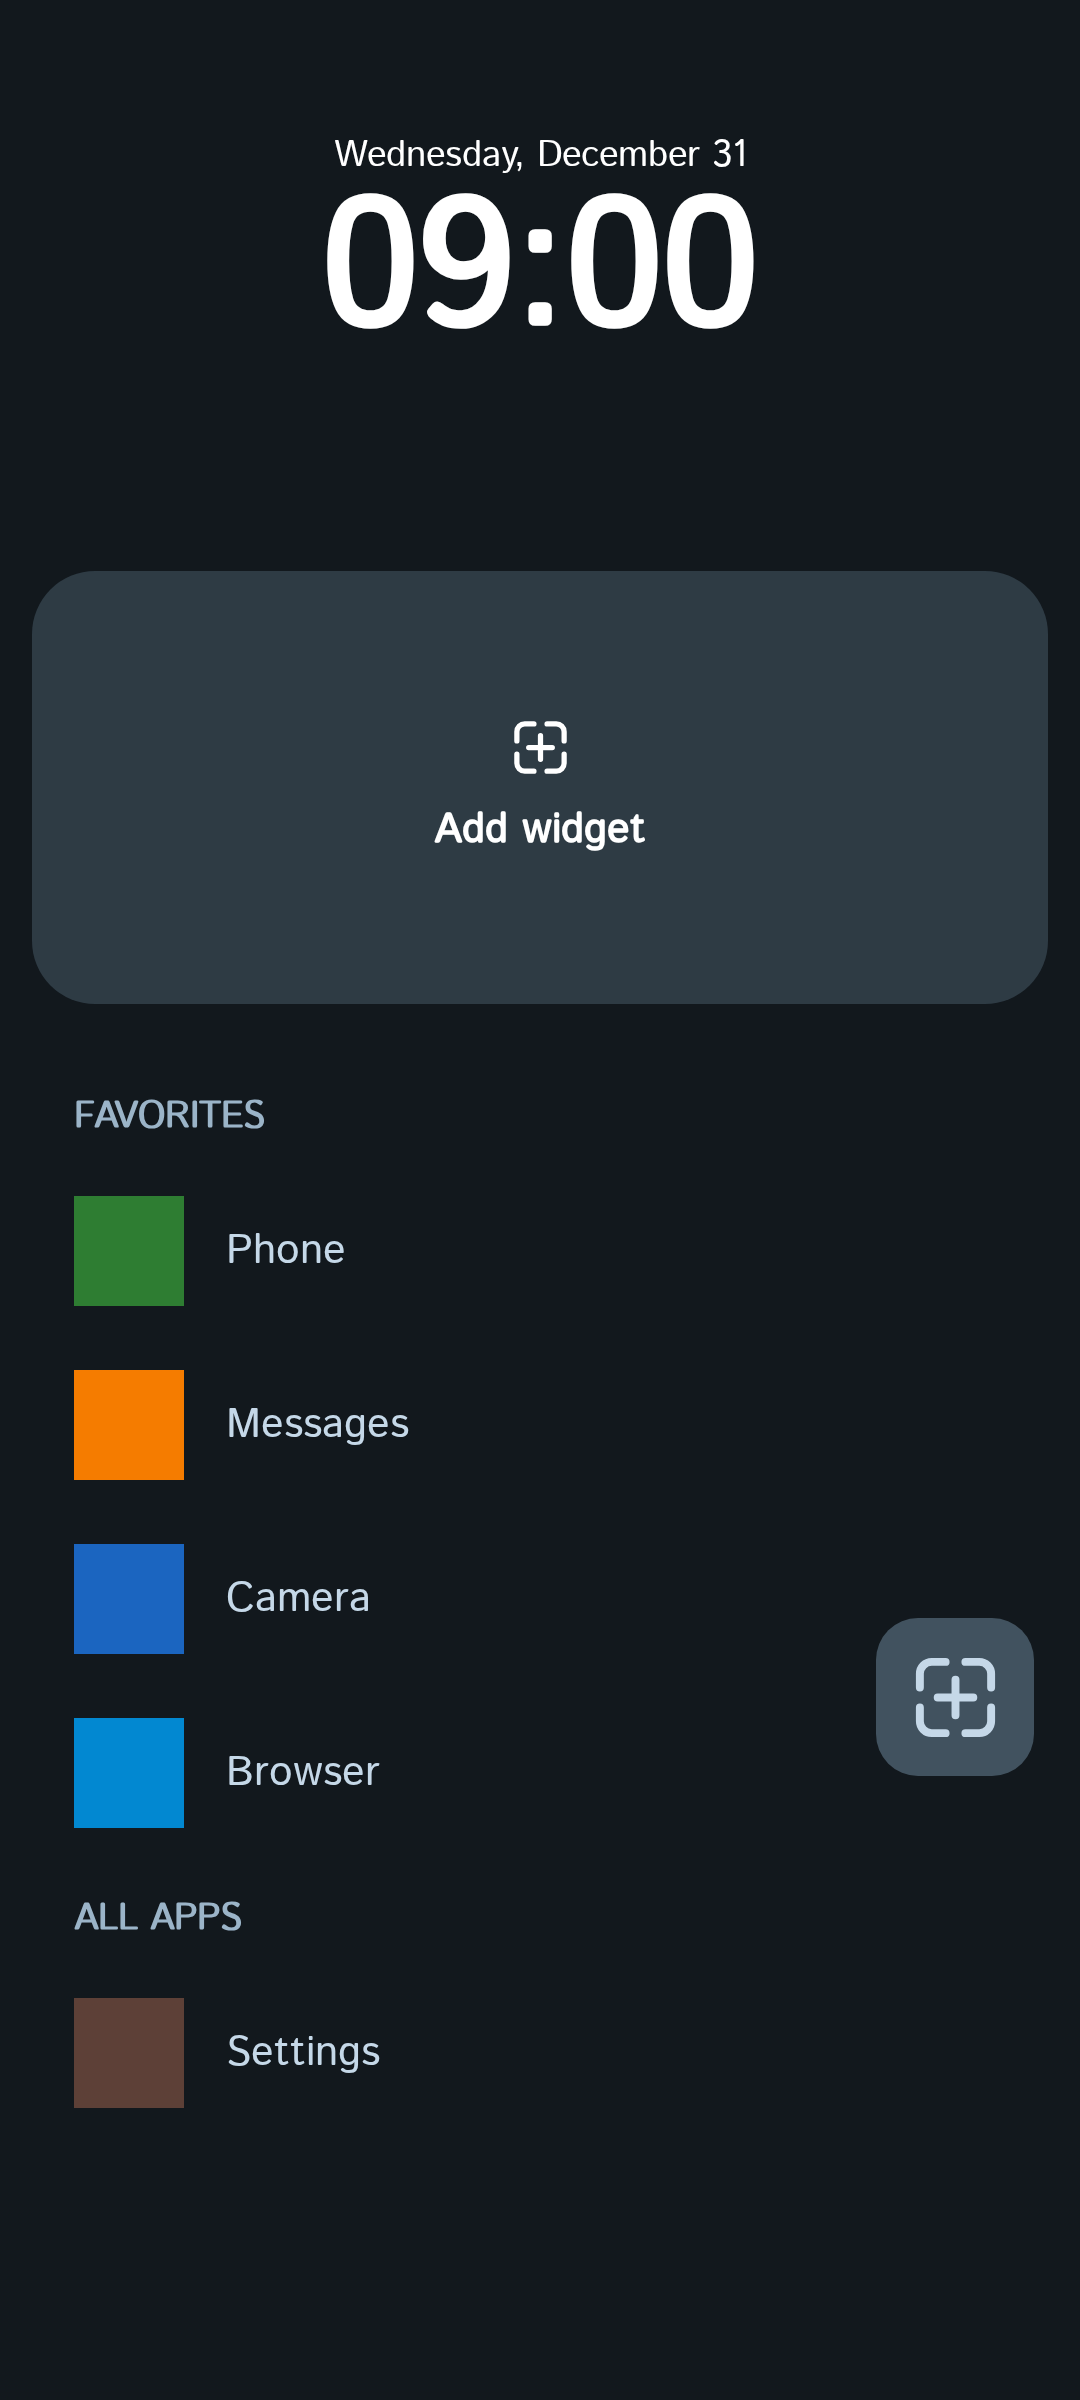 Wednesday, December 31
09:00
Add widget
FAVORITES
Phone
Messages
Camera
Browser
ALL APPS
Settings